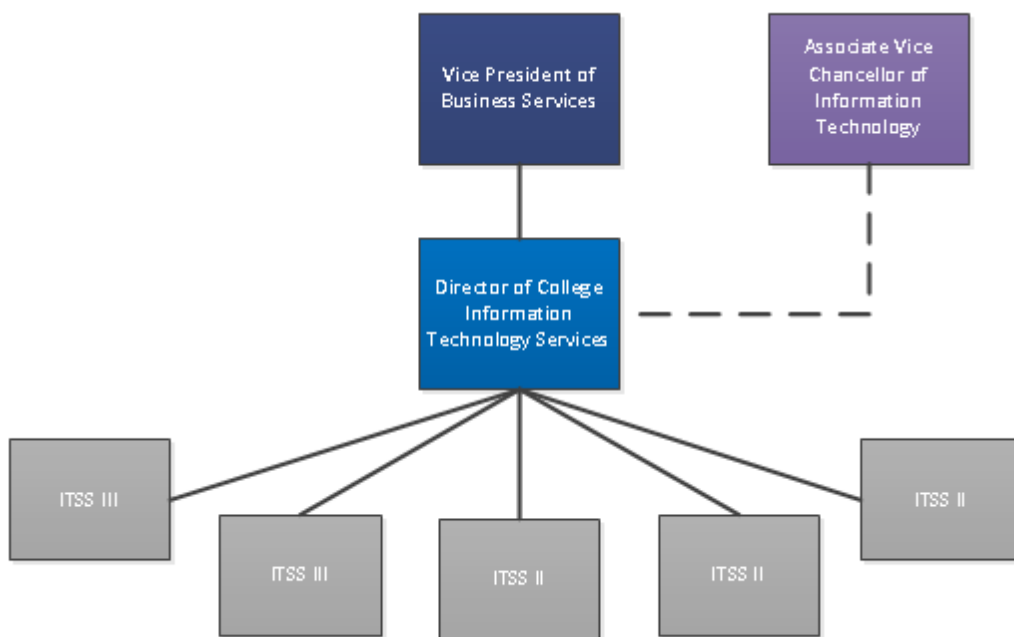 Vice President of
Business Services
Associate Vice
Chancellor of
Information
Technology
Director of College
Information
Technology Services
ITSS III
ITSS III
ITSS II
ITSS II
ITSS II